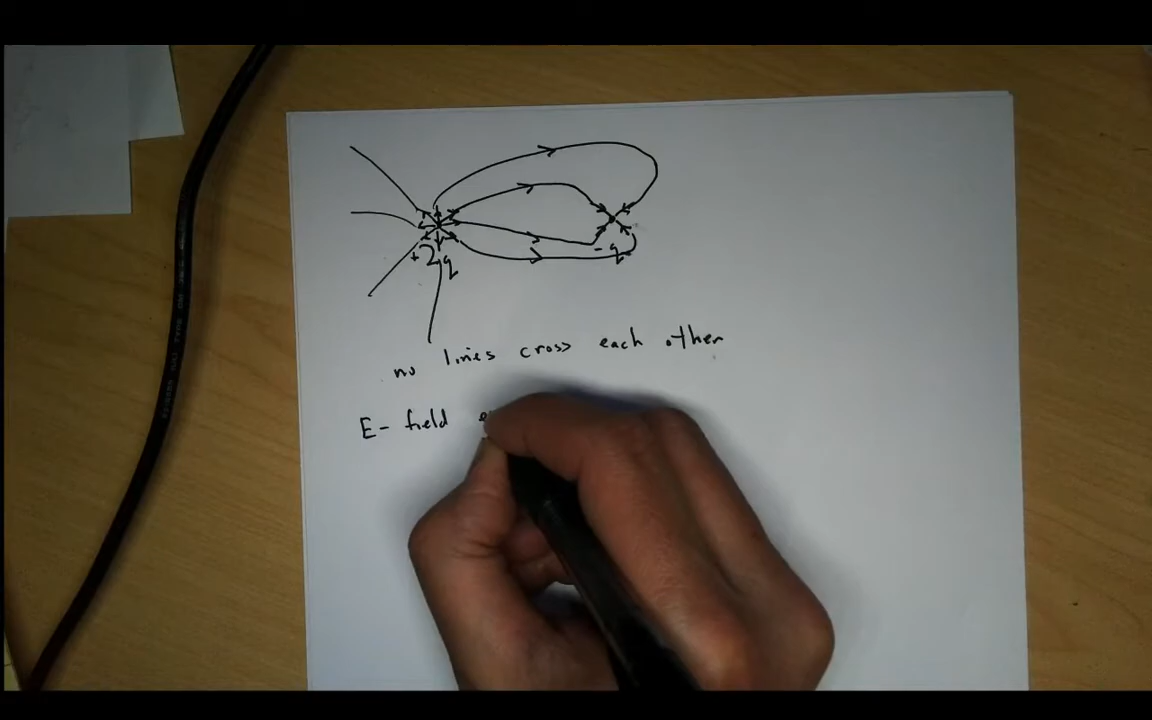 +2q
-q
no lines cross each other
E- field